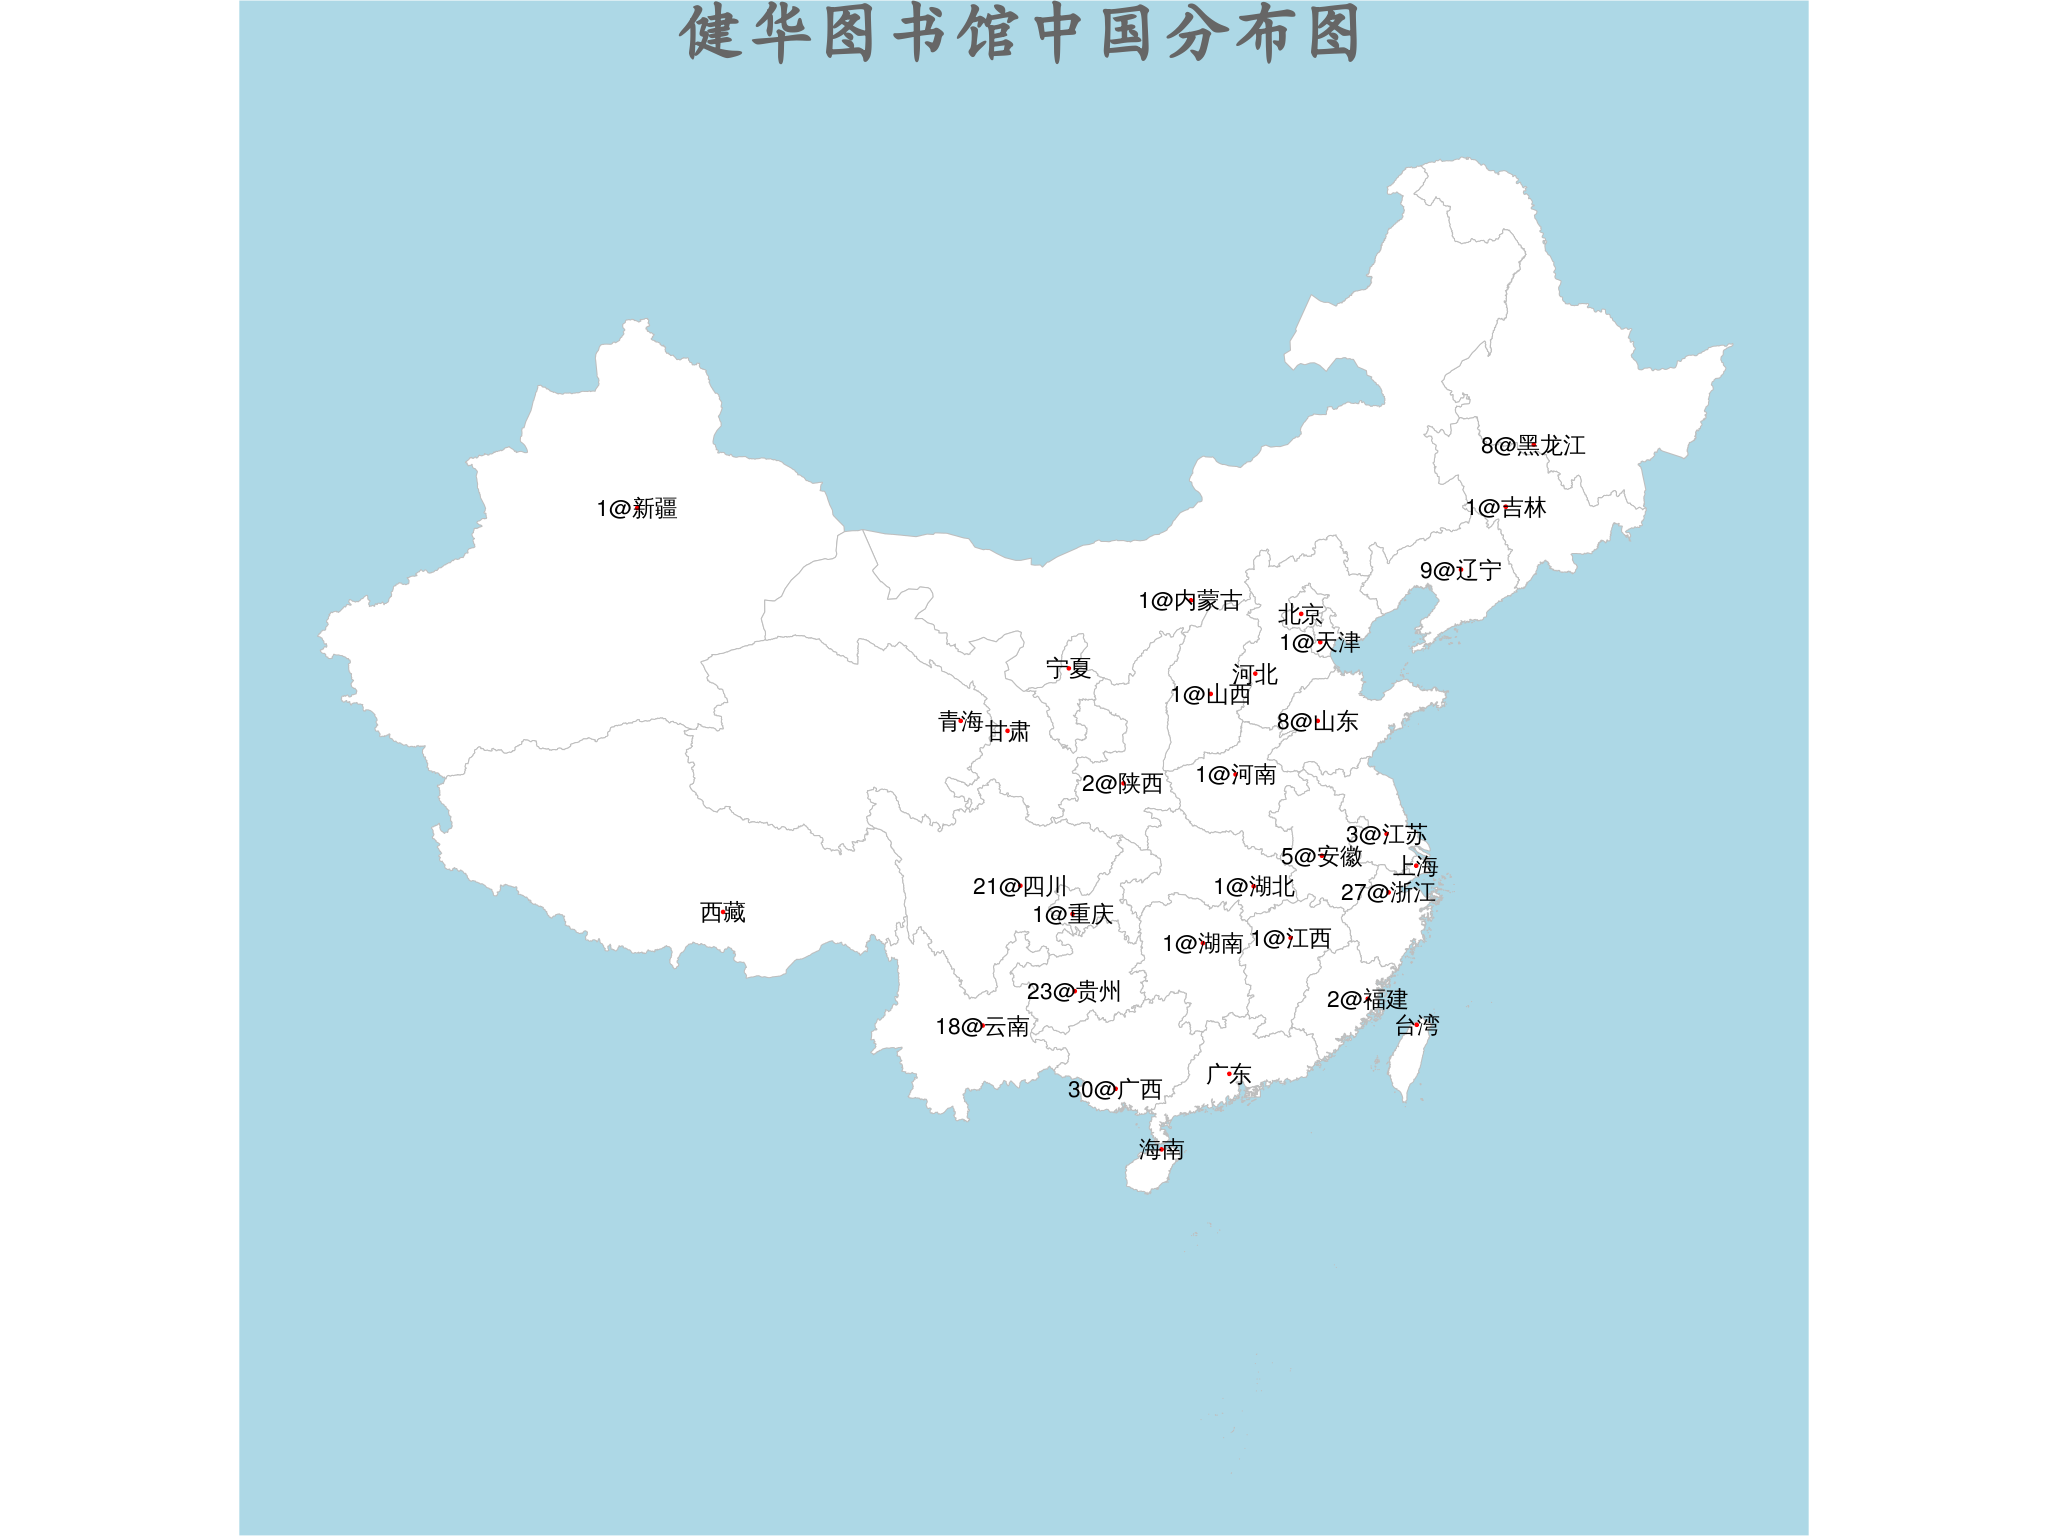 健华图书馆中国分布图
8@黑龙江
1@新疆
1@吉林
9@辽宁
1@内蒙古
北京
1@天津
宁夏
河北
1@山西
青海
甘肃
8@山东
1@河南
2@陕西
3@江苏
5@安徽
上海
21@四川
1@湖北
27@浙江
西藏
1@重庆
1@湖南
1@江西
23@贵州
2@福建
18@云南
台湾
广东
30@广西
海南